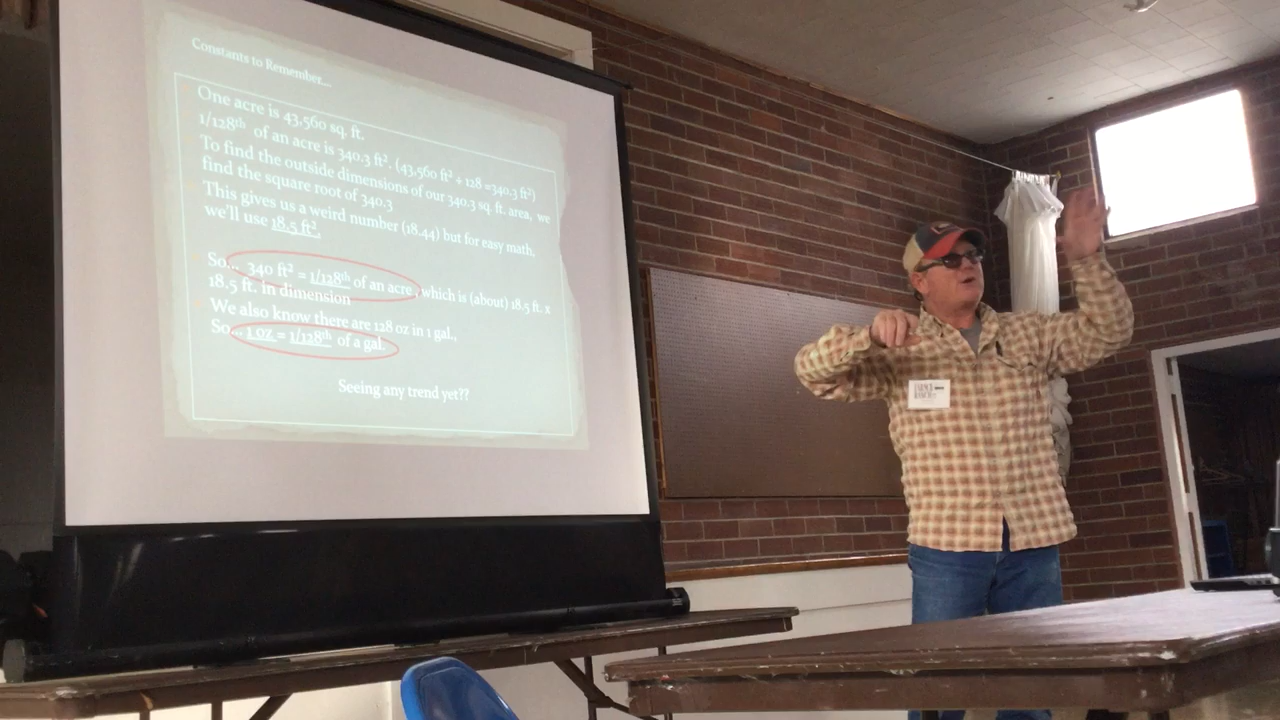 Constants to Remember...
One acre is 43,560 sq. ft.
1/128th of an acre is 340.3 ft². (43,560 ft² ÷ 128 =340.3 ft²)
To find the outside dimensions of our 340.3 sq. ft. area, we
find the square root of 340.3
This gives us a weird number (18.44) but for easy math,
we'll use 18.5 ft².
So... 340 ft² = 1/128th of an acre , which is (about) 18.5 ft. x
18.5 ft. in dimension
We also know there are 128 oz in 1 gal.,
So... 1 oz = 1/128th of a gal.
Seeing any trend yet??